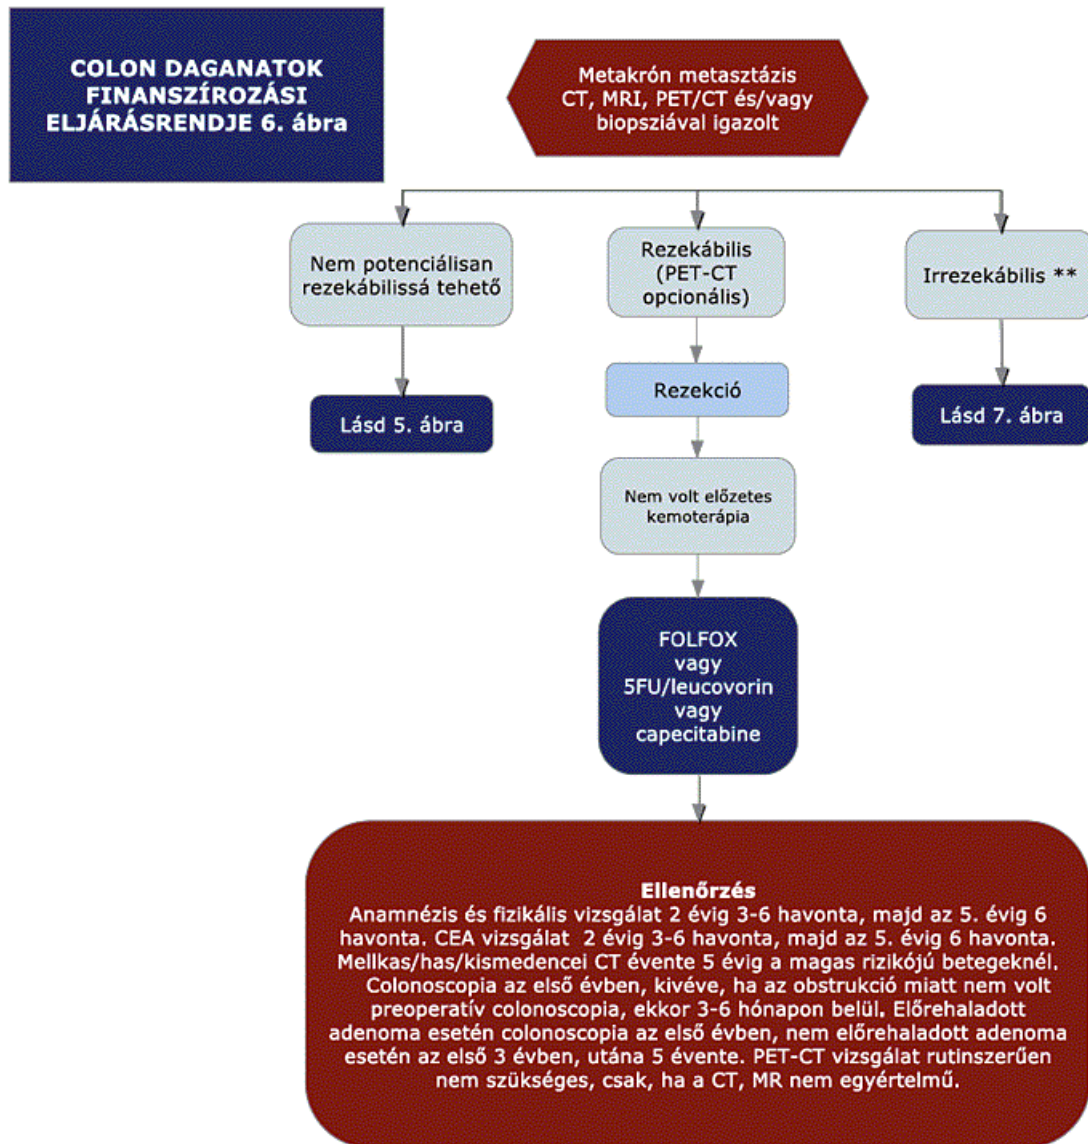 COLON DAGANATOK
FINANSZÍROZÁSI
ELJÁRÁSRENDJE 6. ábra
Metakrón metasztázis
CT, MRI, PET/CT és/vagy
biopsziával igazolt
Nem potenciálisan
rezekábilissá tehető
Rezekábilis
(PET-CT
opcionális)
Irrezekábilis **
Lásd 5. ábra
Rezekció
Lásd 7. ábra
Nem volt előzetes
kemoterápia
FOLFOX
vagy
5FU/leucovorin
vagy
capecitabine
Ellenőrzés
Anamnézis és fizikális vizsgálat 2 évig 3-6 havonta, majd az 5. évig 6
havonta. CEA vizsgálat 2 évig 3-6 havonta, majd az 5. évig 6 havonta.
Mellkas/has/kismedencei CT évente 5 évig a magas rizikójú betegeknél.
Colonoscopia az első évben, kivéve, ha az obstrukció miatt nem volt
preoperatív colonoscopia, ekkor 3-6 hónapon belül. Előrehaladott
adenoma esetén colonoscopia az első évben, nem előrehaladott adenoma
esetén az első 3 évben, utána 5 évente. PET-CT vizsgálat rutinszerűen
nem szükséges, csak, ha a CT, MR nem egyértelmű.